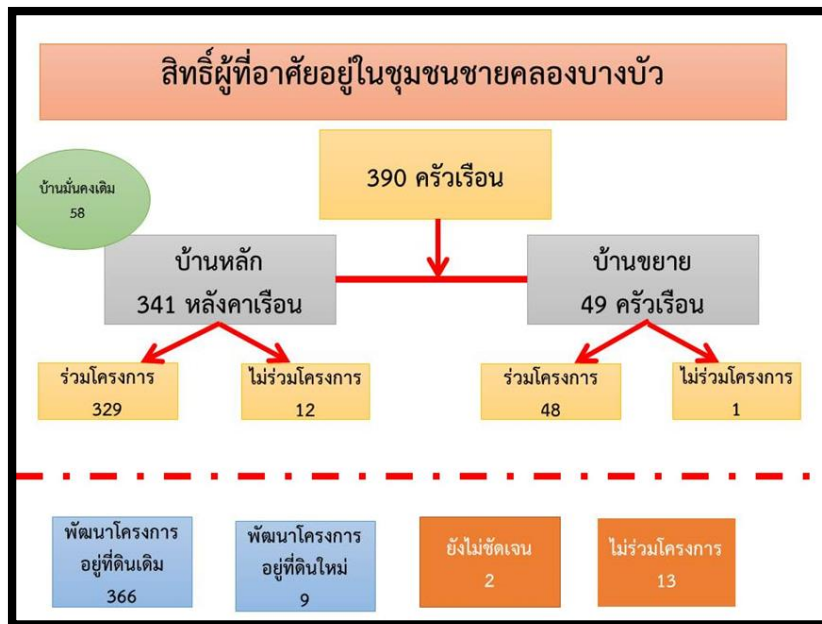 สิทธิ์ผู้ที่อาศัยอยู่ในชุมชนชายคลองบางบัว
390 ครัวเรือน
บ้านมั่นคงเดิม
58
บ้านหลัก
341 หลังคาเรือน
บ้านขยาย
49 ครัวเรือน
ร่วมโครงการ
329
ไม่ร่วมโครงการ
12
ร่วมโครงการ
48
ไม่ร่วมโครงการ
1
พัฒนาโครงการ
อยู่ที่ดินเดิม
366
พัฒนาโครงการ
อยู่ที่ดินใหม่
9
ยังไม่ชัดเจน
2
ไม่ร่วมโครงการ
13